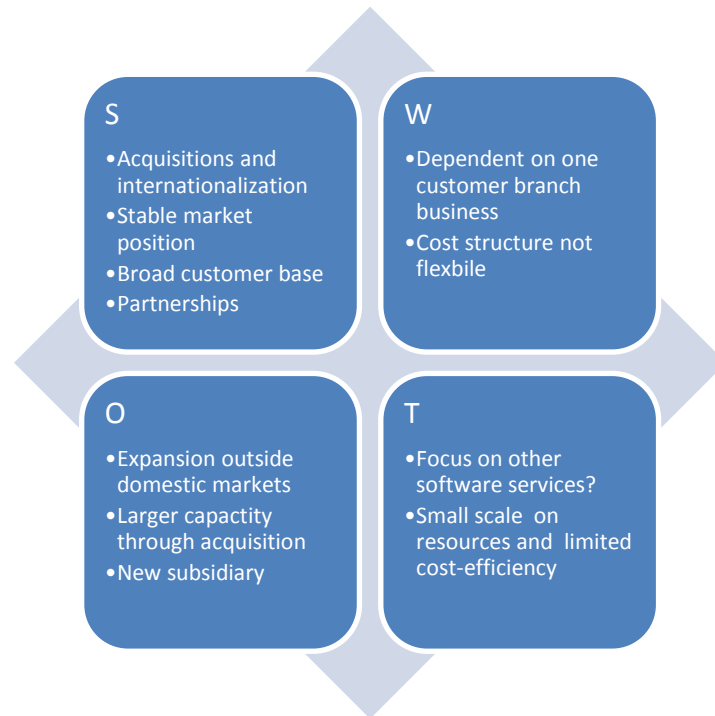 S
•Acquisitions and
internationalization
•Stable market
position
•Broad customer base
•Partnerships
W
•Dependent on one
customer branch
business
•Cost structure not
flexbile
O
•Expansion outside
domestic markets
•Larger capactity
through acquisition
•New subsidiary
T
•Focus on other
software services?
•Small scale on
resources and limited
cost-efficiency